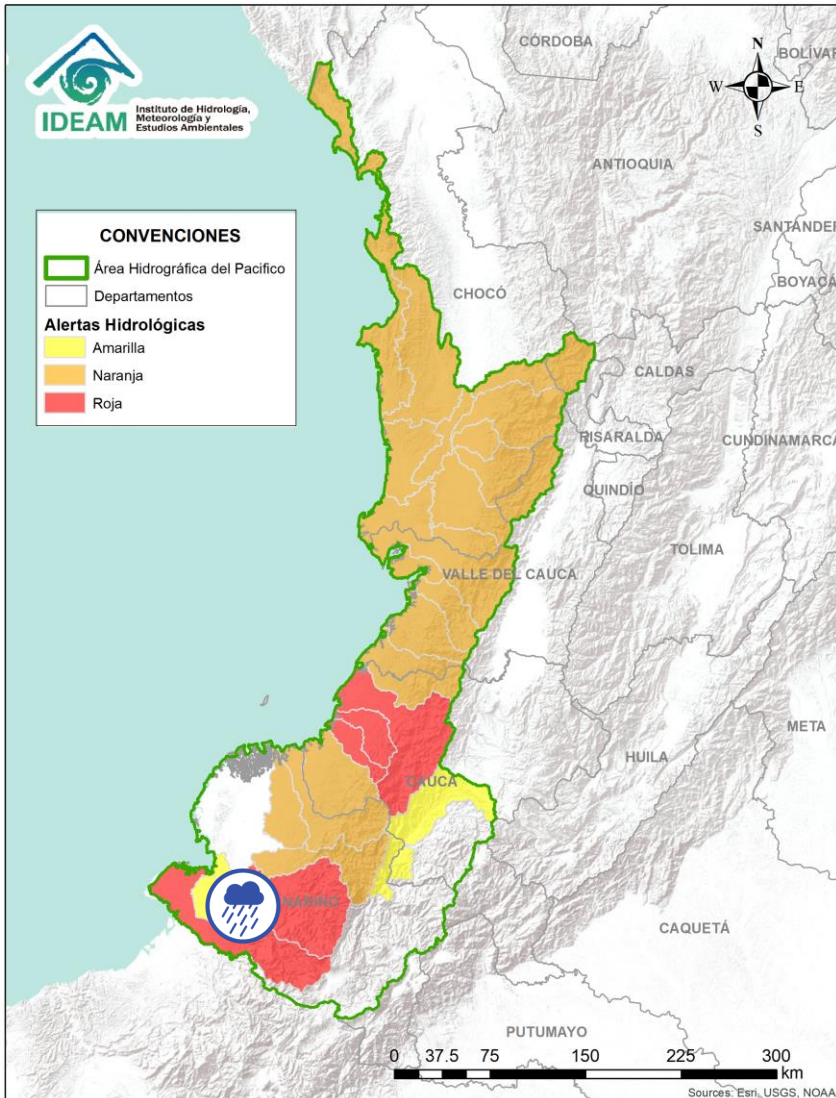 IDEAM
Instituto de Hidrología,
Meteorología y
Estudios Ambientales
CÓRDOBA
BOLÍVAR
N
W
E
S
ANTIOQUIA
CONVENCIONES
Área Hidrográfica del Pacifico
Departamentos
Alertas Hidrológicas
Amarilla
Naranja
Roja
SANTANDER
BOYACÁ
CHOCÓ
CALDAS
RISARALDA
CUNDINAMARCA
QUINDÍO
TOLIMA
VALLE DEL CAUCA
META
HUILA
CAUCA
NARIÑO
CAQUETÁ
PUTUMAYO
0 37.5 75 150 225 300
km
Sources: Esri, USGS, NOAA